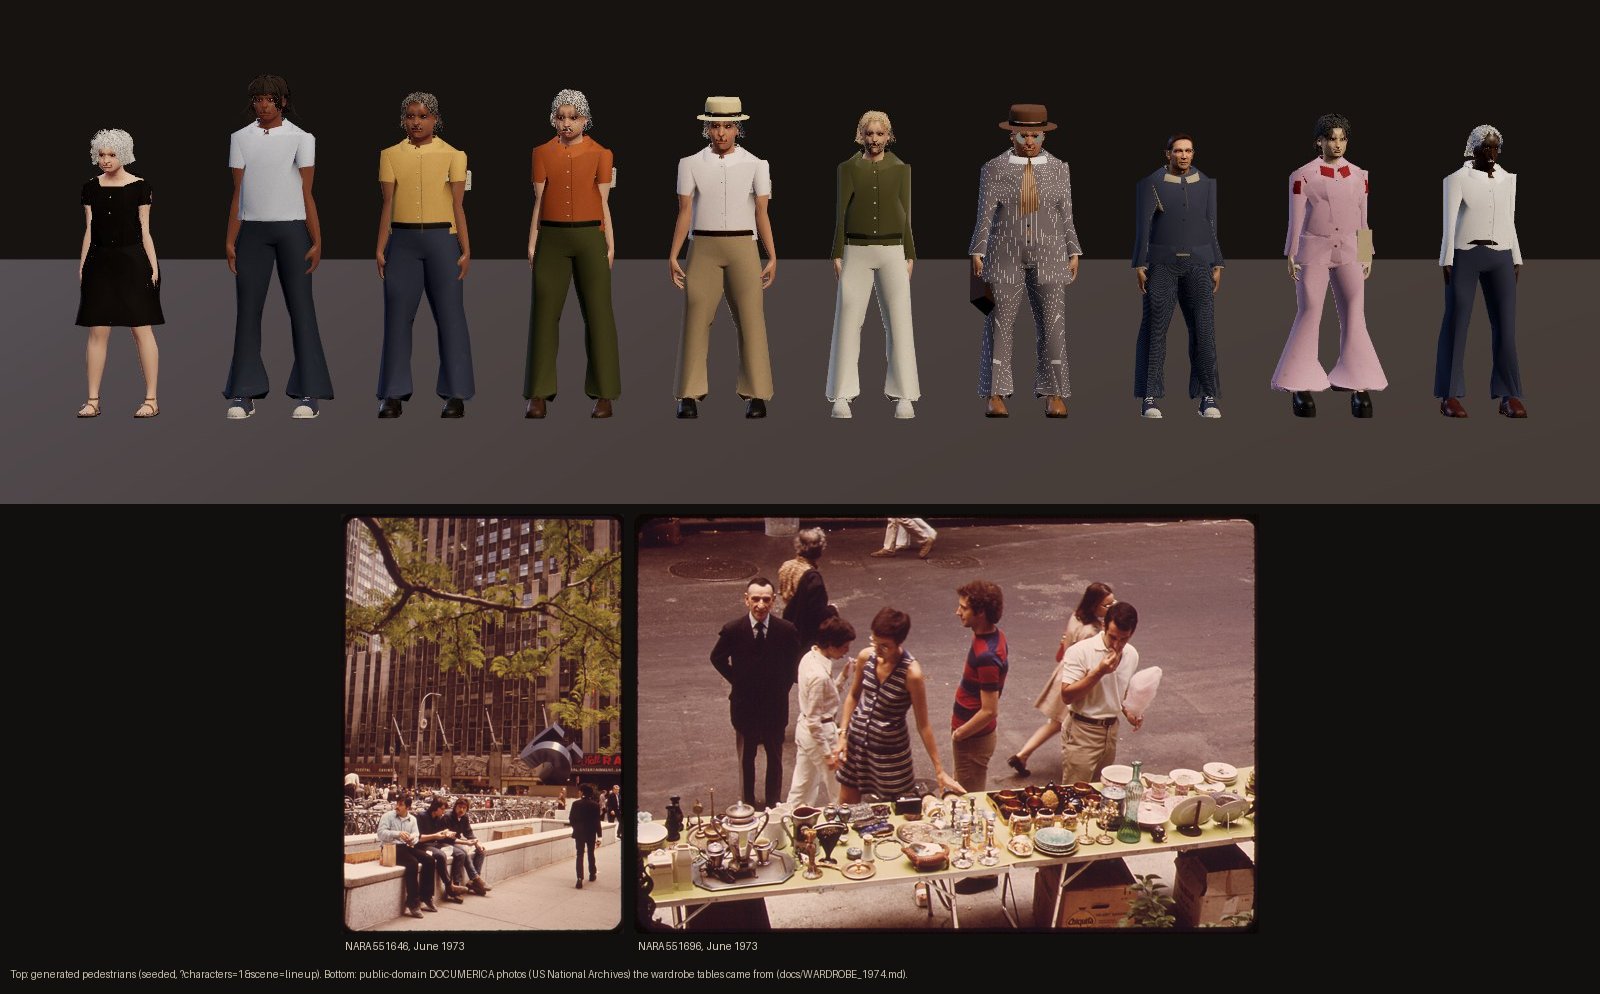 NARA 551646, June 1973
NARA 551696, June 1973
Chiquita
Top: generated pedestrians (seeded, ?characters=1&scene=lineup). Bottom: public-domain DOCUMERICA photos (US National Archives) the wardrobe tables came from (docs/WARDROBE_1974.md).